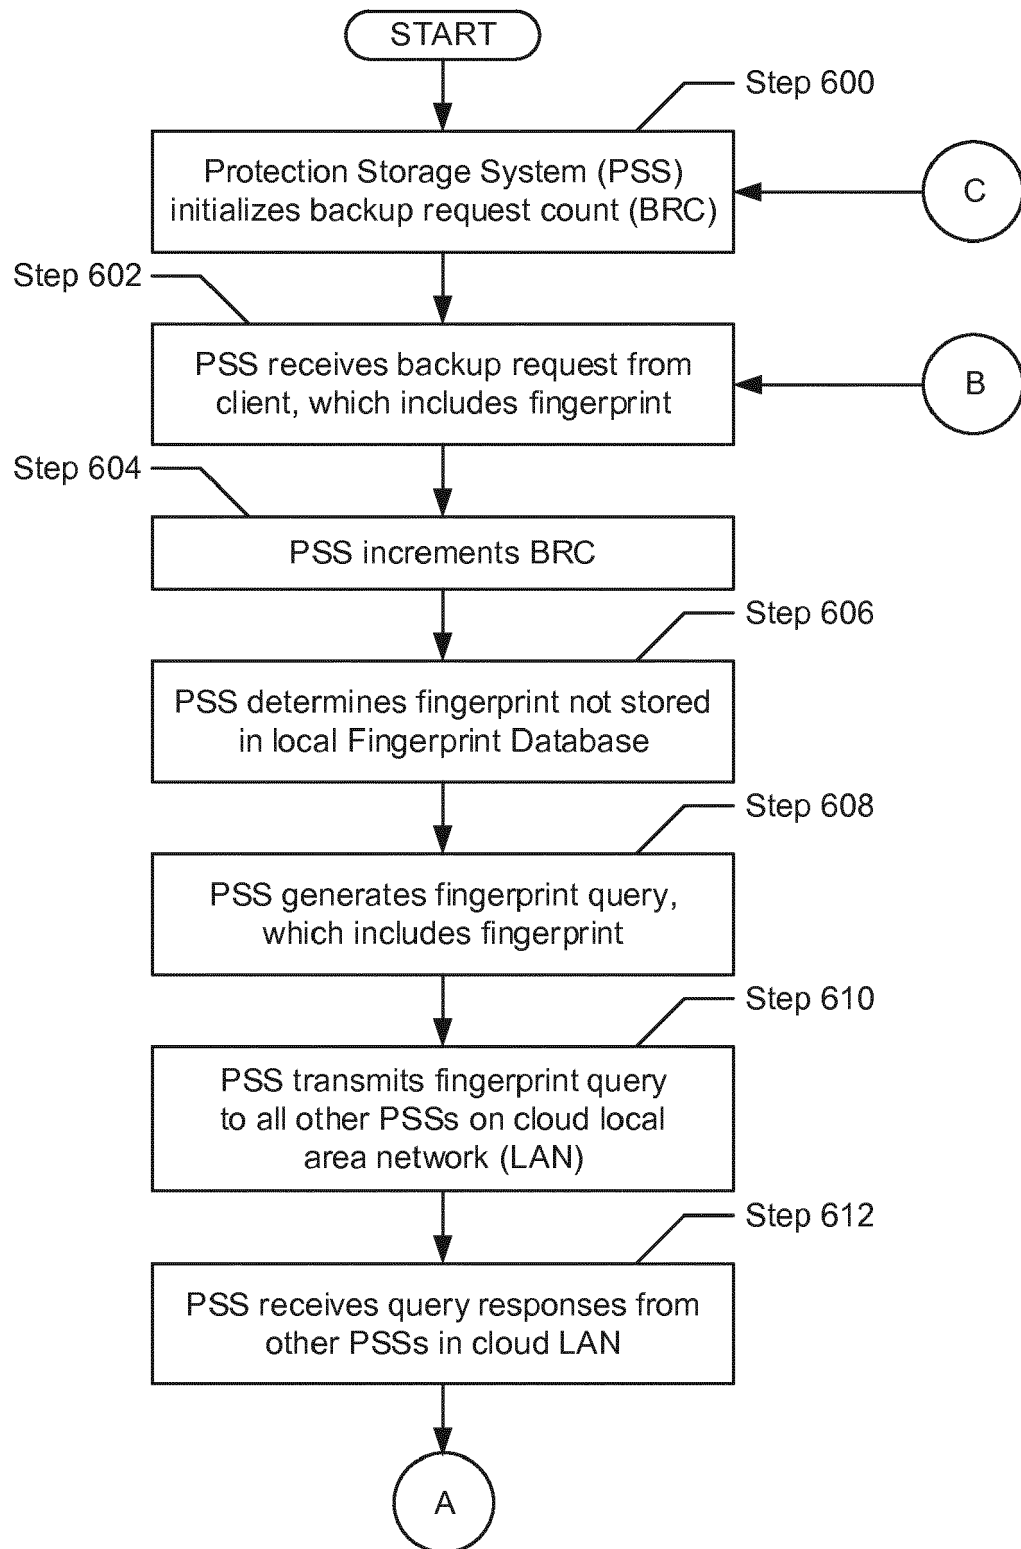 START
Step 600
Protection Storage System (PSS)
initializes backup request count (BRC)
C
Step 602
PSS receives backup request from
client, which includes fingerprint
B
Step 604
PSS increments BRC
Step 606
PSS determines fingerprint not stored
in local Fingerprint Database
Step 608
PSS generates fingerprint query,
which includes fingerprint
Step 610
PSS transmits fingerprint query
to all other PSSs on cloud local
area network (LAN)
Step 612
PSS receives query responses from
other PSSs in cloud LAN
A